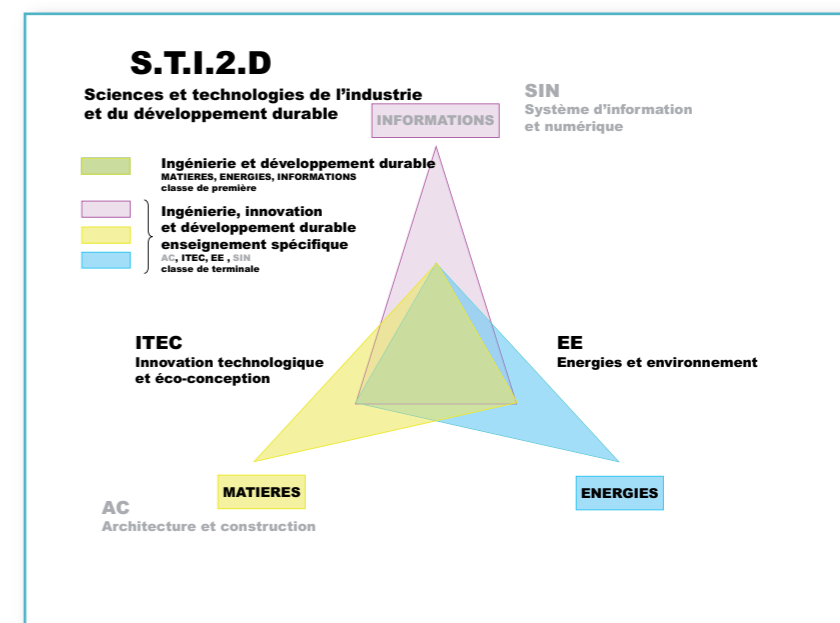 S.T.I.2.D
Sciences et technologies de l’industrie
et du développement durable
INFORMATIONS
SIN
Système d’information
et numérique
Ingénierie et développement durable
MATIERES, ENERGIES, INFORMATIONS
classe de première
Ingénierie, innovation
et développement durable
enseignement spécifique
AC, ITEC, EE , SIN
classe de terminale
ITEC
Innovation technologique
et éco-conception
EE
Energies et environnement
MATIERES
ENERGIES
AC
Architecture et construction